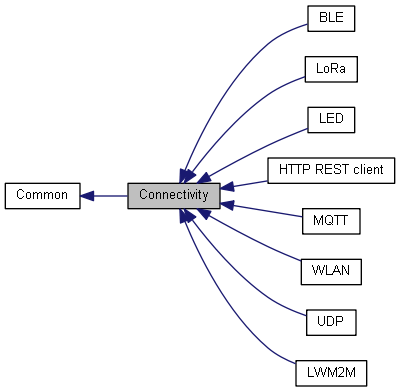 BLE
LoRa
LED
HTTP REST client
Common
Connectivity
MQTT
WLAN
UDP
LWM2M